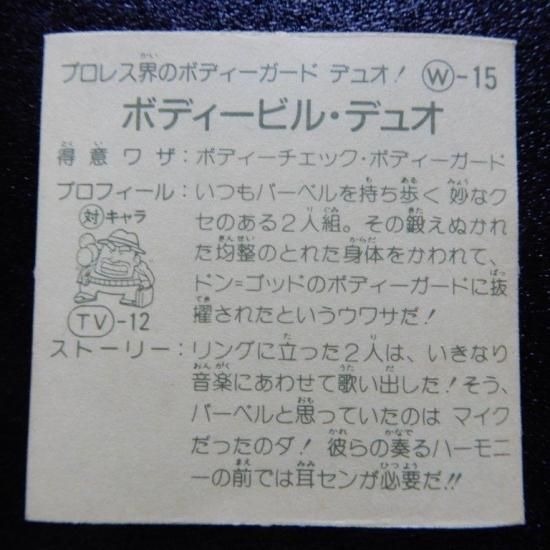 プロレス界のボディーガード デュオ！ W-15
ボディービル・デュオ
得意ワザ：ボディーチェック・ボディーガード
プロフィール：いつもバーベルを持ち歩く妙なク
対キャラ セのある2人組。その鍛えぬかれ
た均整のとれた身体をかわれて、
ドン=ゴッドのボディーガードに抜
TV-12 擢されたというウワサだ！
ストーリー：リングに立った2人は、いきなり
音楽にあわせて歌い出した！そう、
バーベルと思っていたのは マイク
だったのダ！ 彼らの奏るハーモニ
ーの前では耳センが必要だ!!